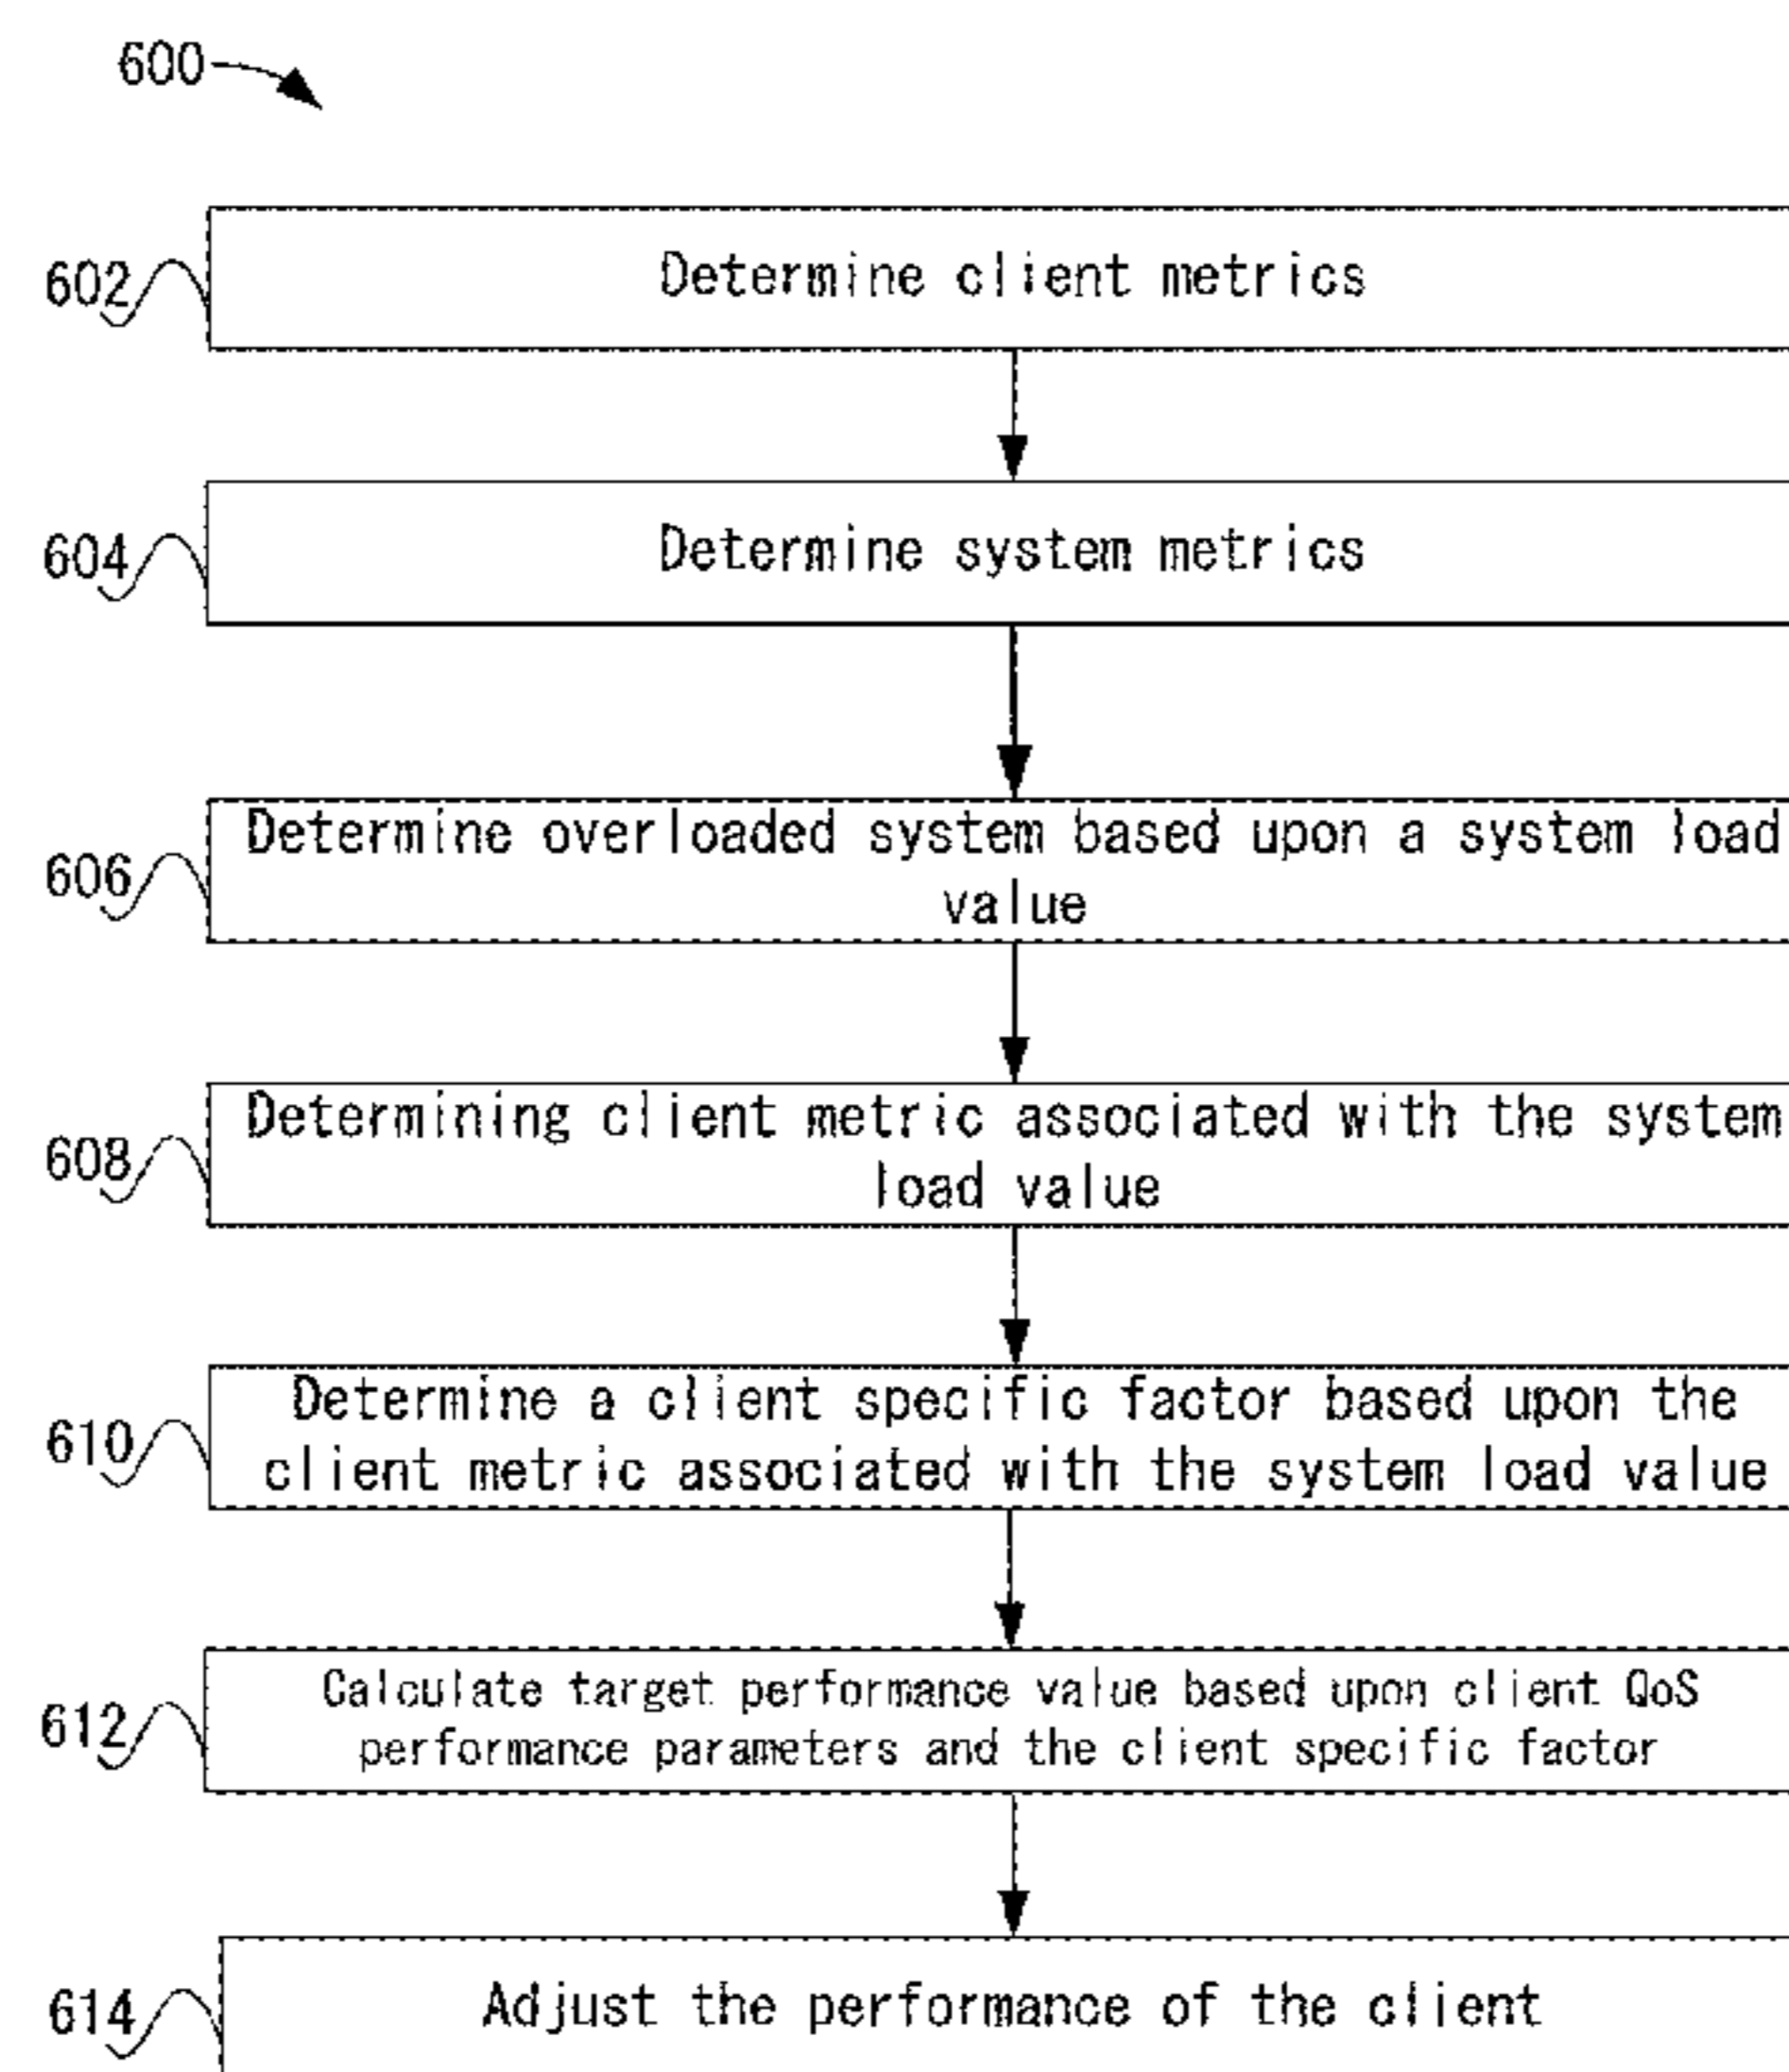 600
602
Determine client metrics
604
Determine system metrics
606
Determine overloaded system based upon a system load
value
608
Determining client metric associated with the system
load value
610
Determine a client specific factor based upon the
client metric associated with the system load value
612
Calculate target performance value based upon client QoS
performance parameters and the client specific factor
614
Adjust the performance of the client